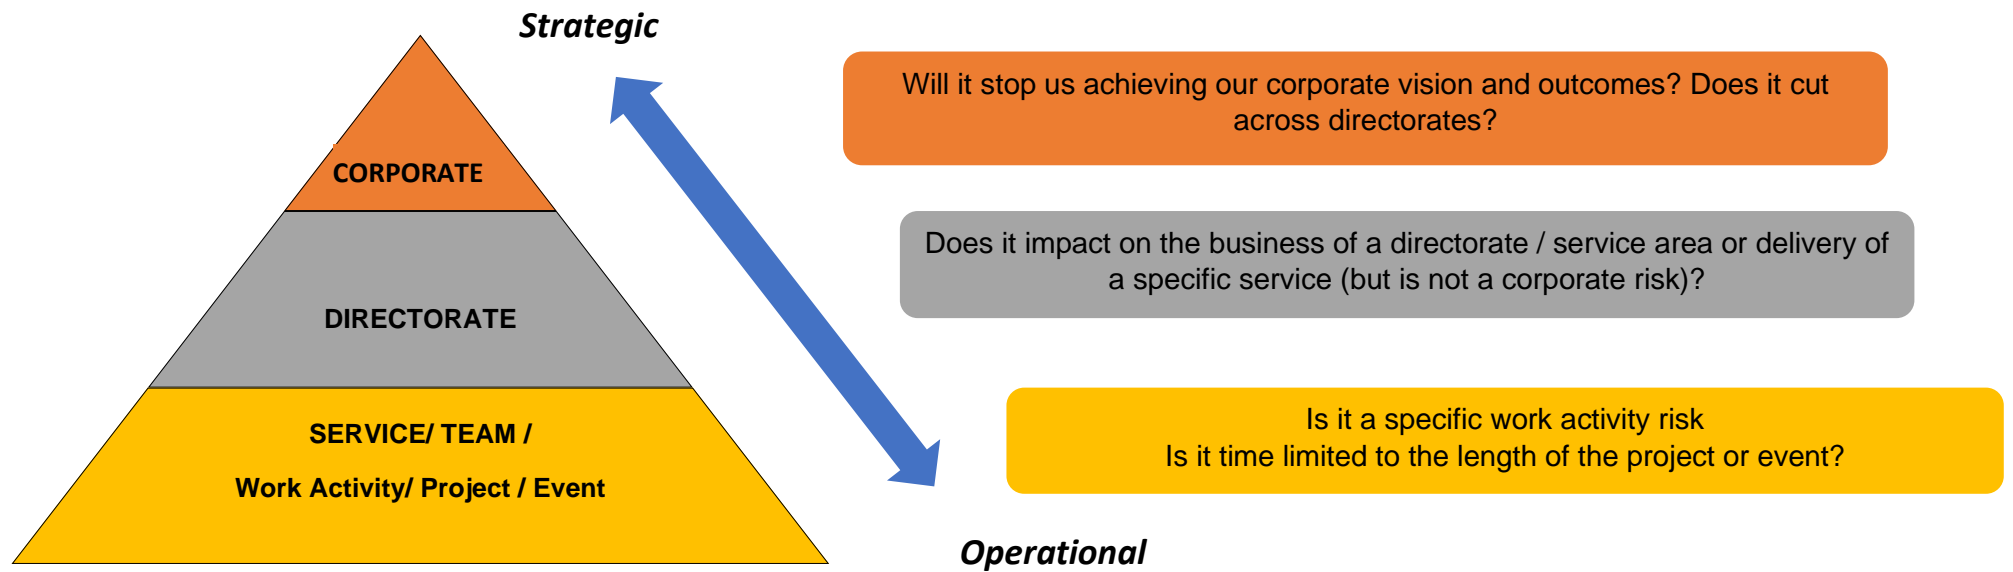 Strategic
CORPORATE
Will it stop us achieving our corporate vision and outcomes? Does it cut
across directorates?
DIRECTORATE
Does it impact on the business of a directorate / service area or delivery of
a specific service (but is not a corporate risk)?
SERVICE/ TEAM /
Work Activity/ Project / Event
Is it a specific work activity risk
Is it time limited to the length of the project or event?
Operational